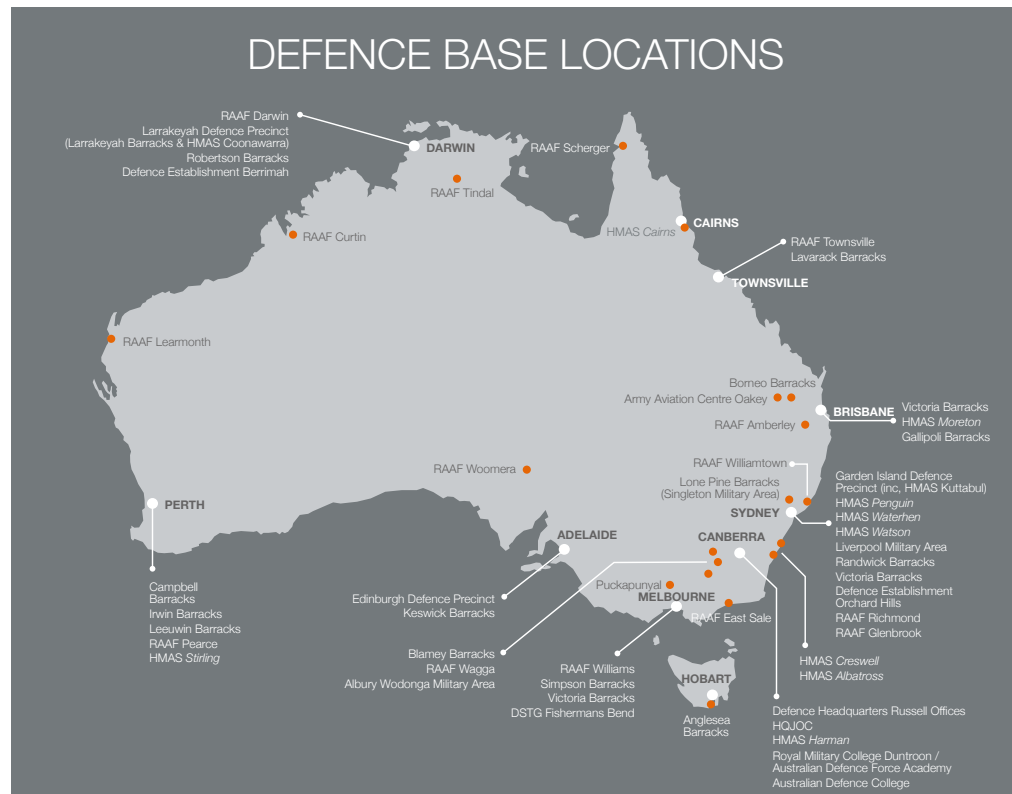 DEFENCE BASE LOCATIONS
RAAF Darwin
Larrakeyah Defence Precinct
(Larrakeyah Barracks & HMAS Coonawarra)
Robertson Barracks
Defence Establishment Berrimah
DARWIN
RAAF Tindal
RAAF Scherger
RAAF Curtin
HMAS Cairns
CAIRNS
RAAF Townsville
Lavarack Barracks
TOWNSVILLE
RAAF Learmonth
Borneo Barracks
Army Aviation Centre Oakey
RAAF Amberley
BRISBANE
Victoria Barracks
HMAS Moreton
Gallipoli Barracks
RAAF Woomera
RAAF Williamtown
Lone Pine Barracks
(Singleton Military Area)
SYDNEY
Garden Island Defence
Precinct (inc, HMAS Kuttabul)
HMAS Penguin
HMAS Waterhen
HMAS Watson
Liverpool Military Area
Randwick Barracks
Victoria Barracks
Defence Establishment
Orchard Hills
RAAF Richmond
RAAF Glenbrook
PERTH
Campbell
Barracks
Irwin Barracks
Leeuwin Barracks
RAAF Pearce
HMAS Stirling
ADELAIDE
Edinburgh Defence Precinct
Keswick Barracks
CANBERRA
Puckapunyal
MELBOURNE
RAAF East Sale
Blamey Barracks
RAAF Wagga
Albury Wodonga Military Area
RAAF Williams
Simpson Barracks
Victoria Barracks
DSTG Fishermans Bend
HOBART
Anglesea
Barracks
HMAS Creswell
HMAS Albatross
Defence Headquarters Russell Offices
HQJOC
HMAS Harman
Royal Military College Duntroon /
Australian Defence Force Academy
Australian Defence College